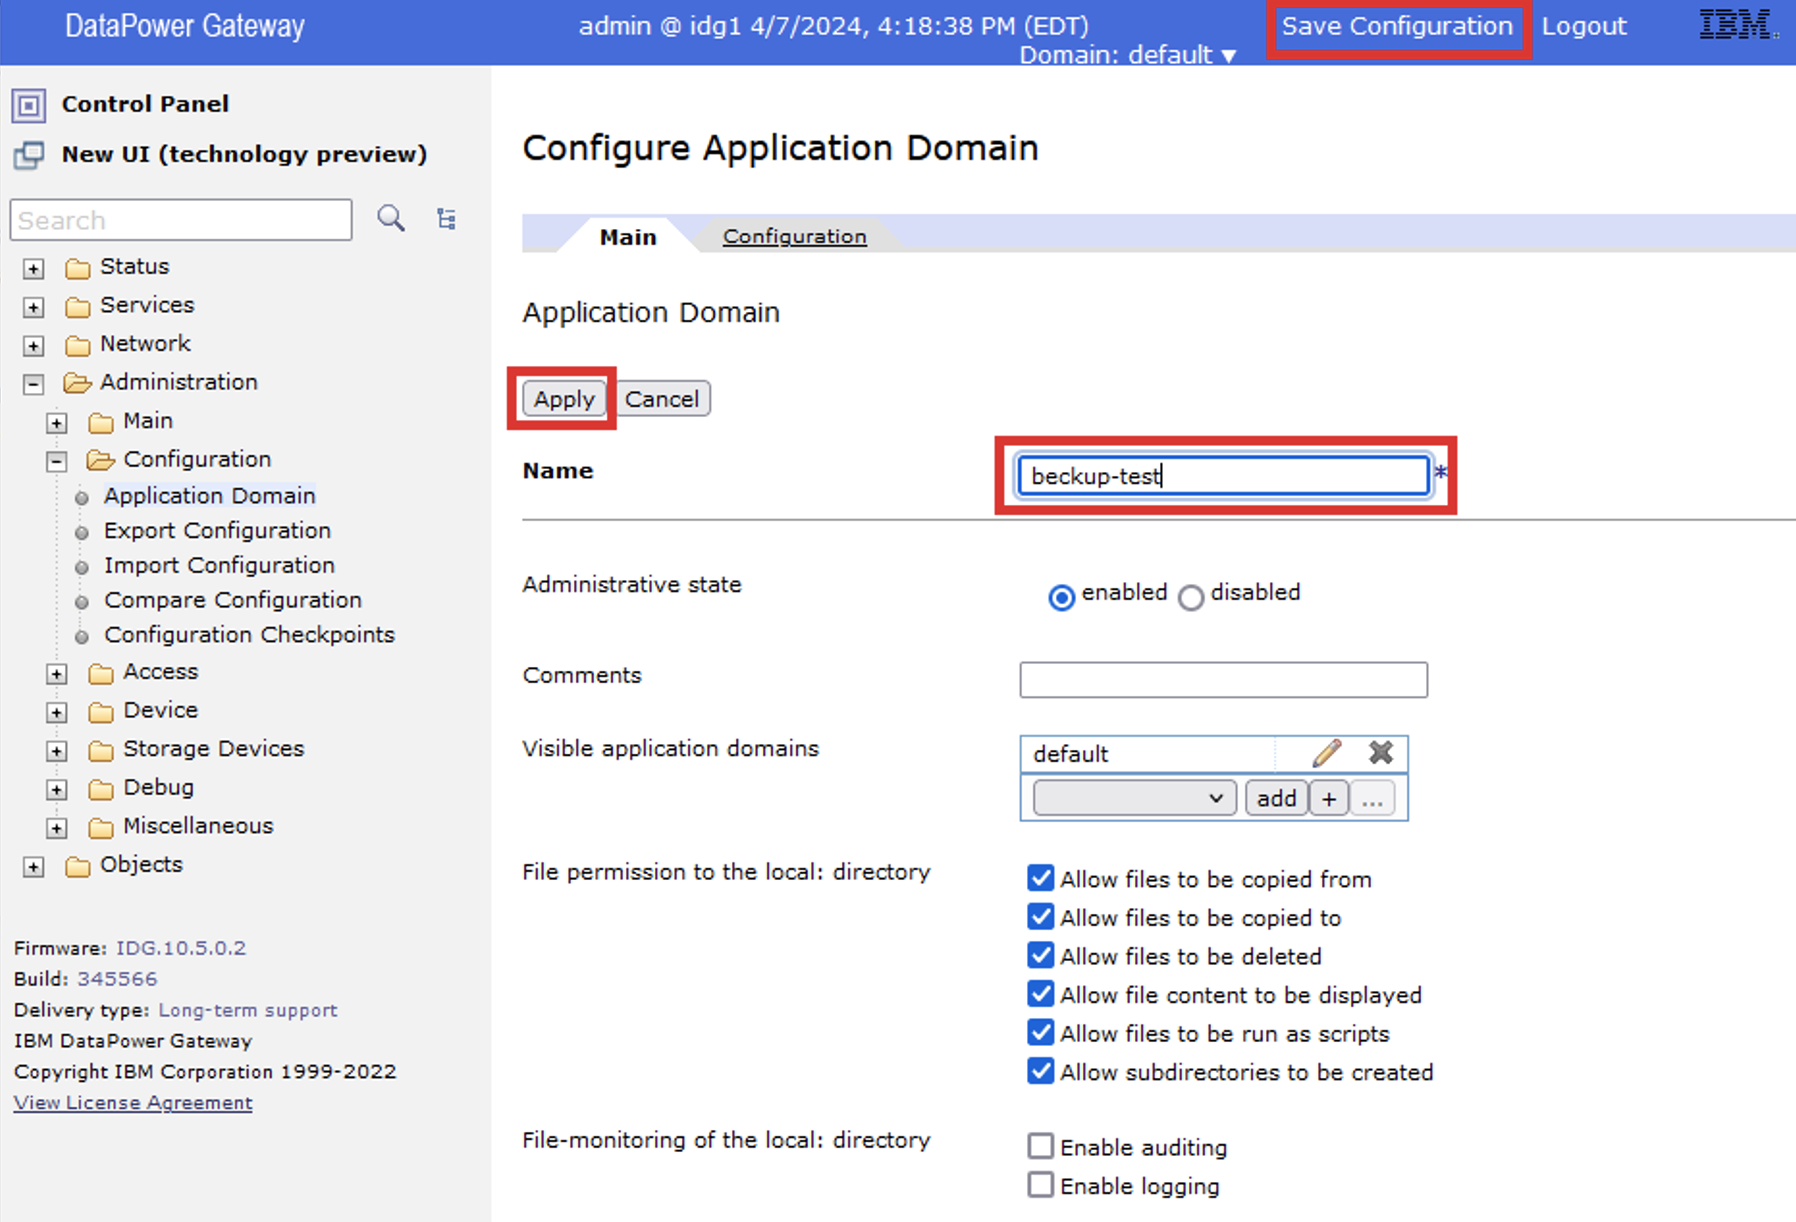 DataPower Gateway
admin @ idg1 4/7/2024, 4:18:38 PM (EDT)
Domain: default ▼
Save Configuration
Logout
IBM.
Control Panel
New UI (technology preview)
Search
Status
Services
Network
Administration
Main
Configuration
Application Domain
Export Configuration
Import Configuration
Compare Configuration
Configuration Checkpoints
Access
Device
Storage Devices
Debug
Miscellaneous
Objects
Firmware: IDG.10.5.0.2
Build: 345566
Delivery type: Long-term support
IBM DataPower Gateway
Copyright IBM Corporation 1999-2022
View License Agreement
Configure Application Domain
Main Configuration
Application Domain
Apply Cancel
Name beckup-test *
Administrative state enabled disabled
Comments
Visible application domains default
add + ...
File permission to the local: directory Allow files to be copied from
Allow files to be copied to
Allow files to be deleted
Allow file content to be displayed
Allow files to be run as scripts
Allow subdirectories to be created
File-monitoring of the local: directory Enable auditing
Enable logging